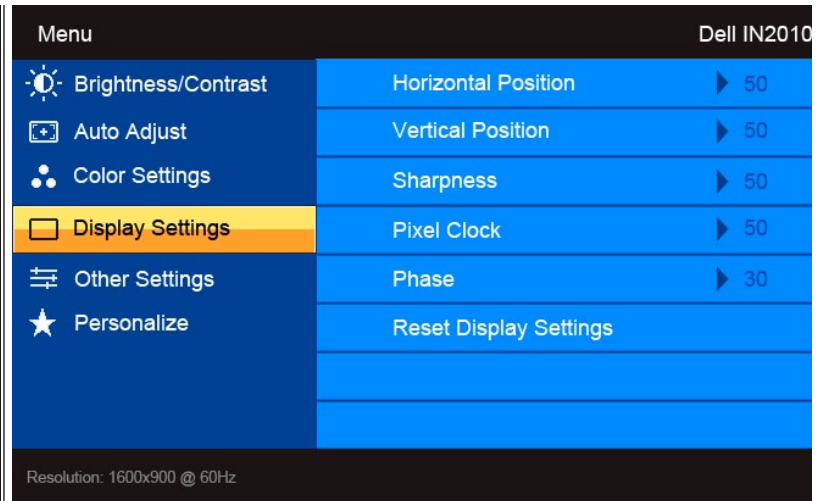 Menu
Dell IN2010
Brightness/Contrast
Auto Adjust
Color Settings
Display Settings
Other Settings
Personalize
Horizontal Position 50
Vertical Position 50
Sharpness 50
Pixel Clock 50
Phase 30
Reset Display Settings
Resolution: 1600x900 @ 60Hz